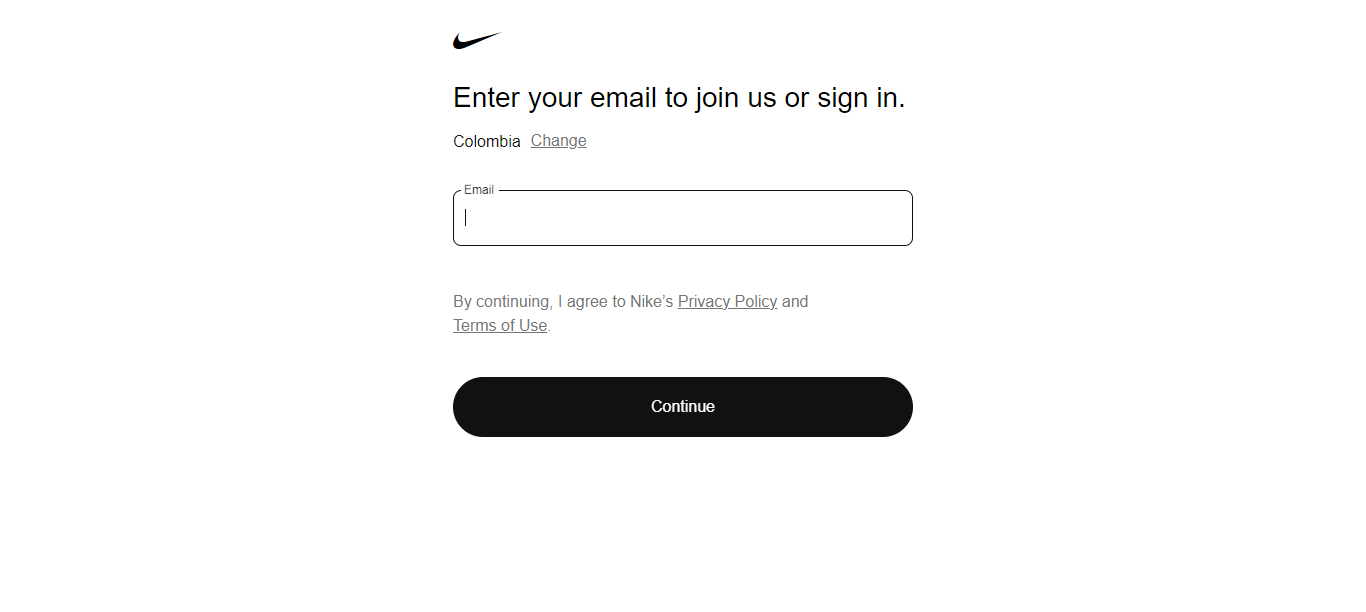 Enter your email to join us or sign in.
Colombia Change
Email
By continuing, I agree to Nike’s Privacy Policy and
Terms of Use.
Continue